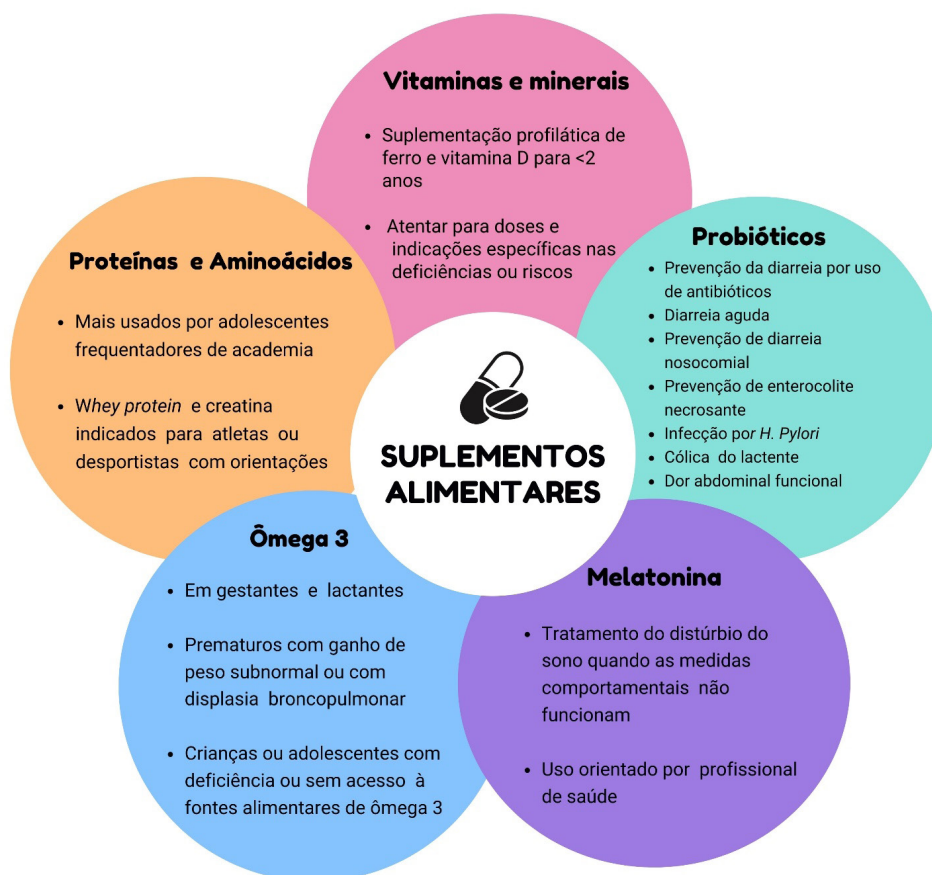 Vitaminas e minerais
• Suplementação profilática de
ferro e vitamina D para <2
anos
• Atentar para doses e
indicações específicas nas
deficiências ou riscos
Proteínas e Aminoácidos
• Mais usados por adolescentes
frequentadores de academia
• Whey protein e creatina
indicados para atletas ou
desportistas com orientações
Probióticos
• Prevenção da diarreia por uso
de antibióticos
• Diarreia aguda
• Prevenção de diarreia
nosocomial
• Prevenção de enterocolite
necrosante
• Infecção por H. Pylori
• Cólica do lactente
• Dor abdominal funcional
SUPLEMENTOS
ALIMENTARES
Ômega 3
• Em gestantes e lactantes
• Prematuros com ganho de
peso subnormal ou com
displasia broncopulmonar
• Crianças ou adolescentes com
deficiência ou sem acesso à
fontes alimentares de ômega 3
Melatonina
• Tratamento do distúrbio do
sono quando as medidas
comportamentais não
funcionam
• Uso orientado por profissional
de saúde